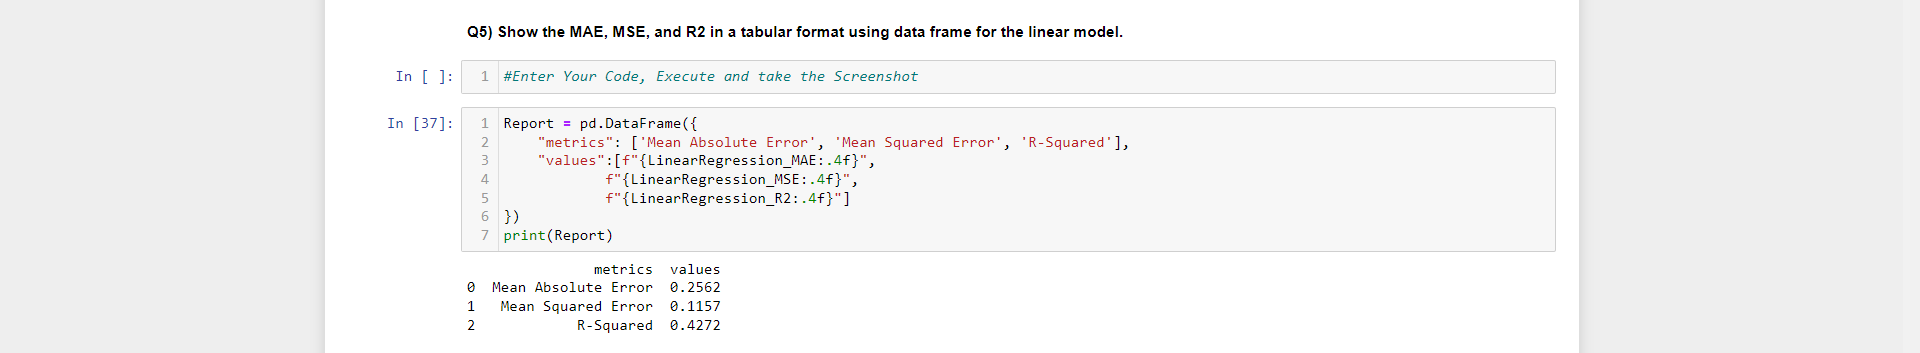 Q5) Show the MAE, MSE, and R2 in a tabular format using data frame for the linear model.
In [ ]: 1 #Enter Your Code, Execute and take the Screenshot
In [37]: 1 Report = pd.DataFrame({
2 "metrics": ['Mean Absolute Error', 'Mean Squared Error', 'R-Squared'],
3 "values":[f"{LinearRegression_MAE:.4f}",
4 f"{LinearRegression_MSE:.4f}",
5 f"{LinearRegression_R2:.4f}"]
6 })
7 print(Report)
metrics values
0 Mean Absolute Error 0.2562
1 Mean Squared Error 0.1157
2 R-Squared 0.4272